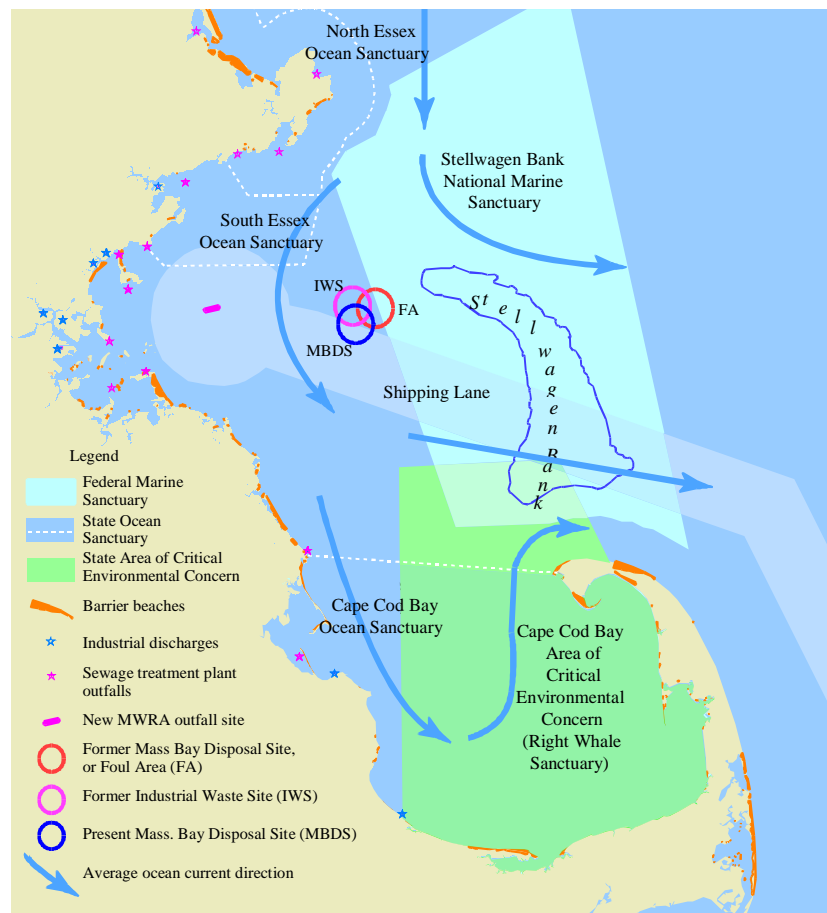 North Essex
Ocean Sanctuary
Stellwagen Bank
National Marine
Sanctuary
South Essex
Ocean Sanctuary
IWS
FA
MBDS
Stellwagen Bank
Shipping Lane
Legend
Federal Marine
Sanctuary
State Ocean
Sanctuary
State Area of Critical
Environmental Concern
Barrier beaches
Industrial discharges
Sewage treatment plant
outfalls
New MWRA outfall site
Former Mass Bay Disposal Site,
or Foul Area (FA)
Former Industrial Waste Site (IWS)
Present Mass. Bay Disposal Site (MBDS)
Average ocean current direction
Cape Cod Bay
Ocean Sanctuary
Cape Cod Bay
Area of
Critical
Environmental
Concern
(Right Whale
Sanctuary)